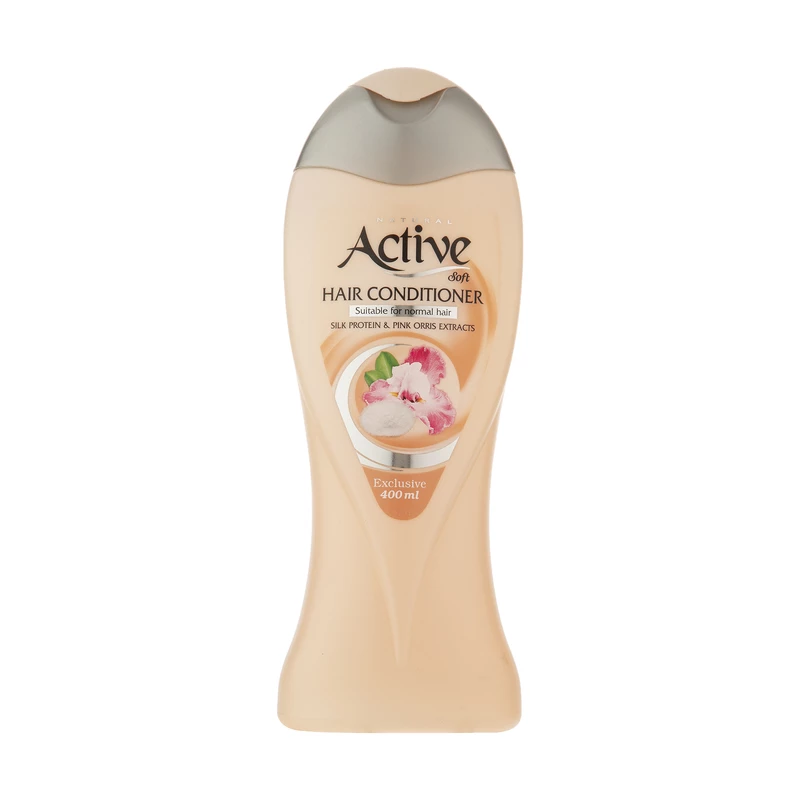 NATURAL
Active
Soft
HAIR CONDITIONER
Suitable for normal hair
SILK PROTEIN & PINK ORRIS EXTRACTS
Exclusive
400 ml